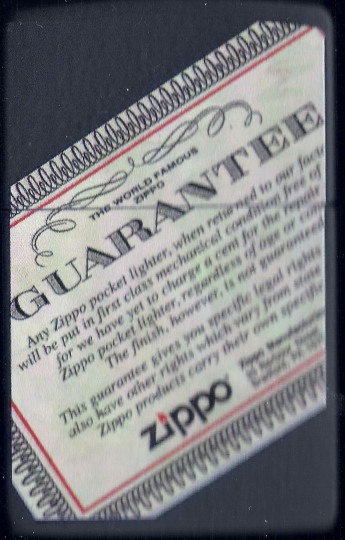 THE WORLD FAMOUS
ZIPPO
GUARANTEE
Any Zippo pocket lighter, when returned to our
will be put in first class mechanical condition free of
for we have yet to charge a cent for the repair
Zippo pocket lighter, regardless of age or
The finish, however, is not guaranteed
This guarantee gives you specific legal rights
also have other rights which vary from state
Zippo products carry their own specific
zippo